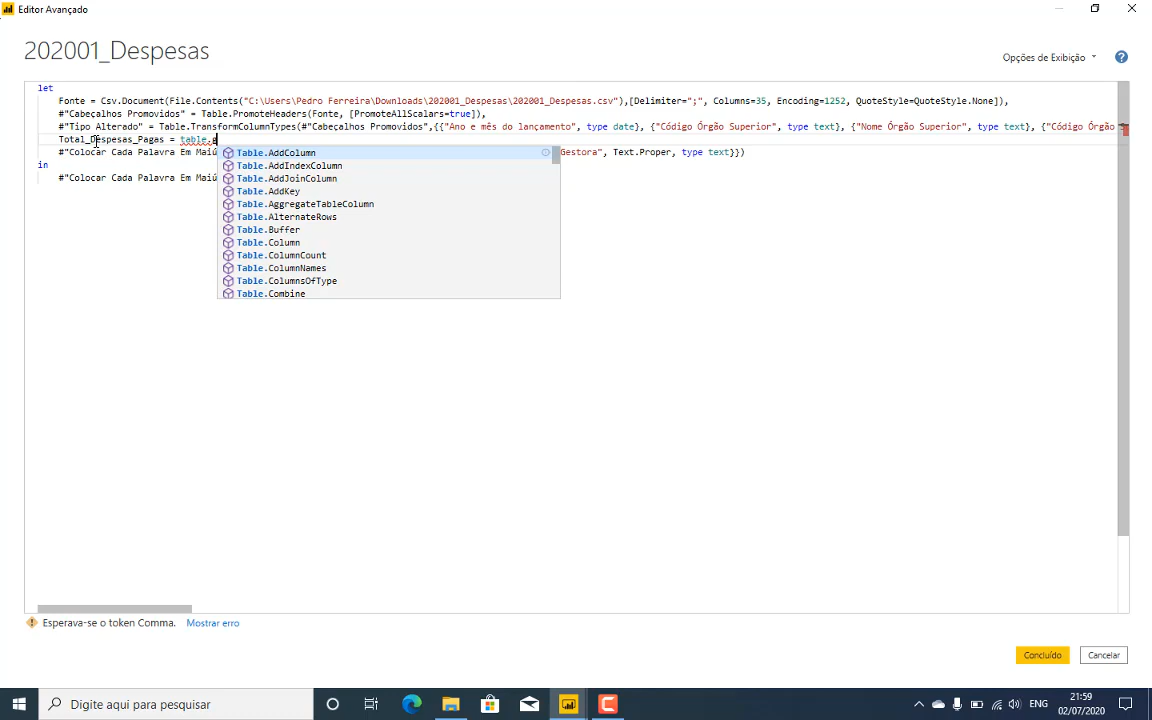 Editor Avançado
202001_Despesas
Opções de Exibição
?
let
Fonte = Csv.Document(File.Contents("C:\Users\Pedro Ferreira\Downloads\202001_Despesas\202001_Despesas.csv"),[Delimiter=";", Columns=35, Encoding=1252, QuoteStyle=QuoteStyle.None]),
#"Cabeçalhos Promovidos" = Table.PromoteHeaders(Fonte, [PromoteAllScalars=true]),
#"Tipo Alterado" = Table.TransformColumnTypes(#"Cabeçalhos Promovidos",{{"Ano e mês do lançamento", type date}, {"Código Órgão Superior", type text}, {"Nome Órgão Superior", type text}, {"Código Órgão
Total_Despesas_Pagas = table.
#"Colocar Cada Palavra Em Maiú Gestora", Text.Proper, type text}})
in
#"Colocar Cada Palavra Em Maiú
Table.AddColumn
Table.AddIndexColumn
Table.AddJoinColumn
Table.AddKey
Table.AggregateTableColumn
Table.AlternateRows
Table.Buffer
Table.Column
Table.ColumnCount
Table.ColumnNames
Table.ColumnsOfType
Table.Combine
Esperava-se o token Comma. Mostrar erro
Concluído Cancelar
Digite aqui para pesquisar
ENG
21:59
02/07/2020